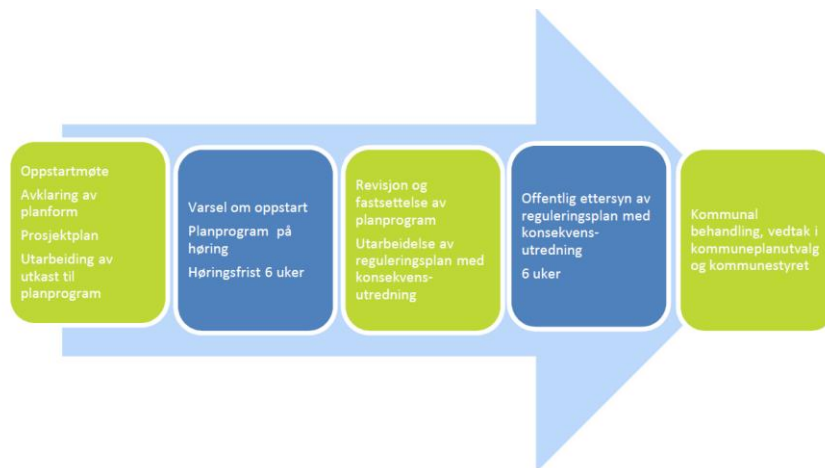 Oppstartmøte
Avklaring av
planform
Prosjektplan
Utarbeiding av
utkast til
planprogram
Varsel om oppstart
Planprogram på
høring
Høringsfrist 6 uker
Revisjon og
fastsettelse av
planprogram
Utarbeidelse av
reguleringsplan med
konsekvens-
utredning
Offentlig ettersyn av
reguleringsplan med
konsekvens-
utredning
6 uker
Kommunal
behandling, vedtak i
kommuneplanutvalg
og kommunestyret